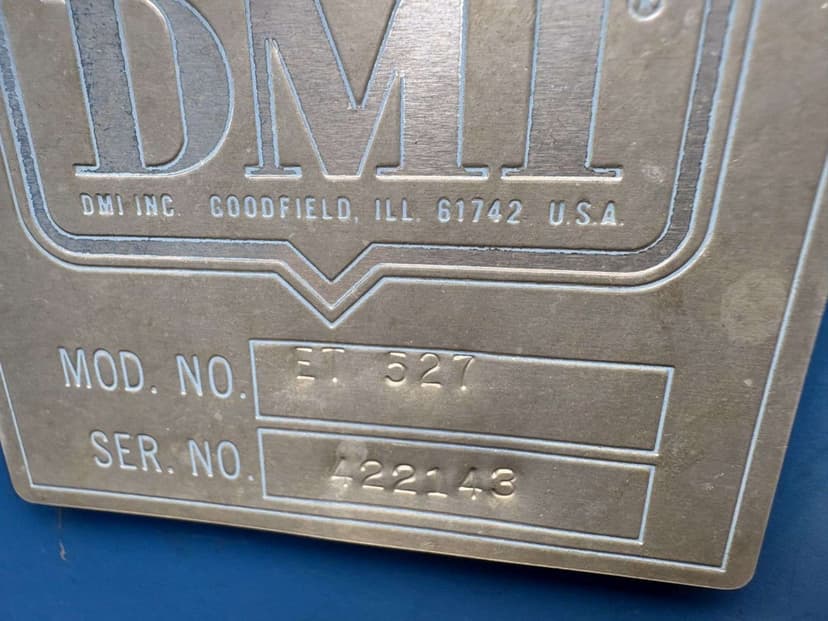 DMI®
DMI INC. GOODFIELD, ILL. 61742 U.S.A.
MOD. NO. ET 527
SER. NO. 422143